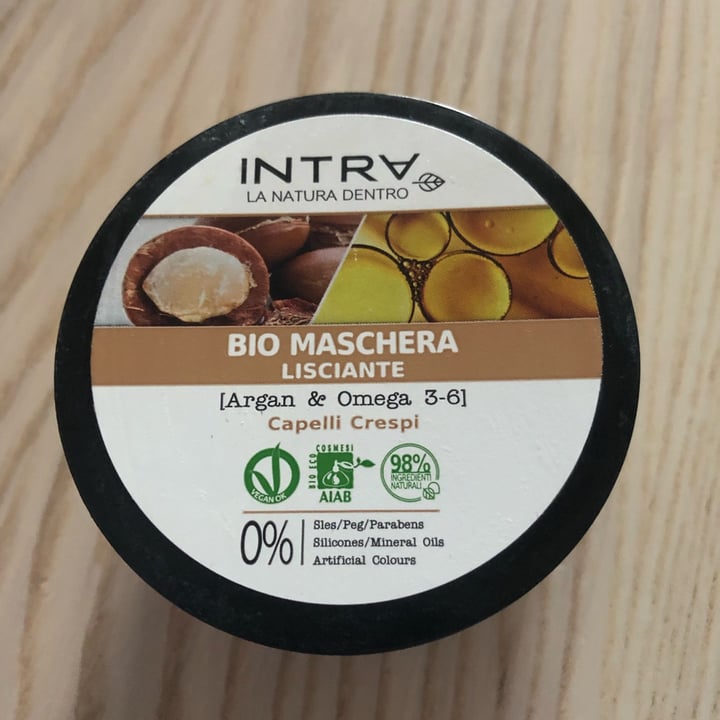 INTRA
LA NATURA DENTRO
BIO MASCHERA
LISCIANTE
[Argan & Omega 3-6]
Capelli Crespi
VEGAN OK
BIO ECO COSMESI
AIAB
98%
INGREDIENTI
NATURALI
0%
Sles/Peg/Parabens
Silicones/Mineral Oils
Artificial Colours